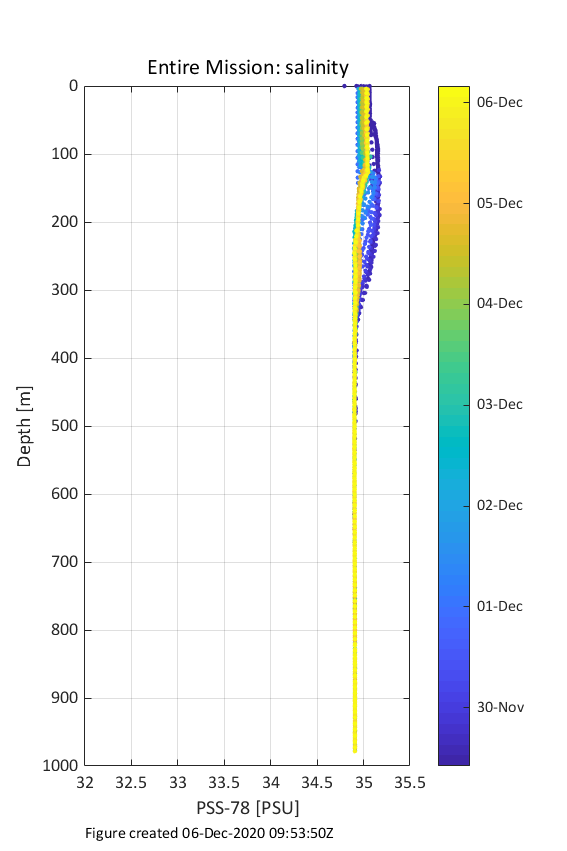 Entire Mission: salinity
0
100
200
300
400
500
600
700
800
900
1000
Depth [m]
32 32.5 33 33.5 34 34.5 35 35.5
PSS-78 [PSU]
06-Dec
05-Dec
04-Dec
03-Dec
02-Dec
01-Dec
30-Nov
Figure created 06-Dec-2020 09:53:50Z